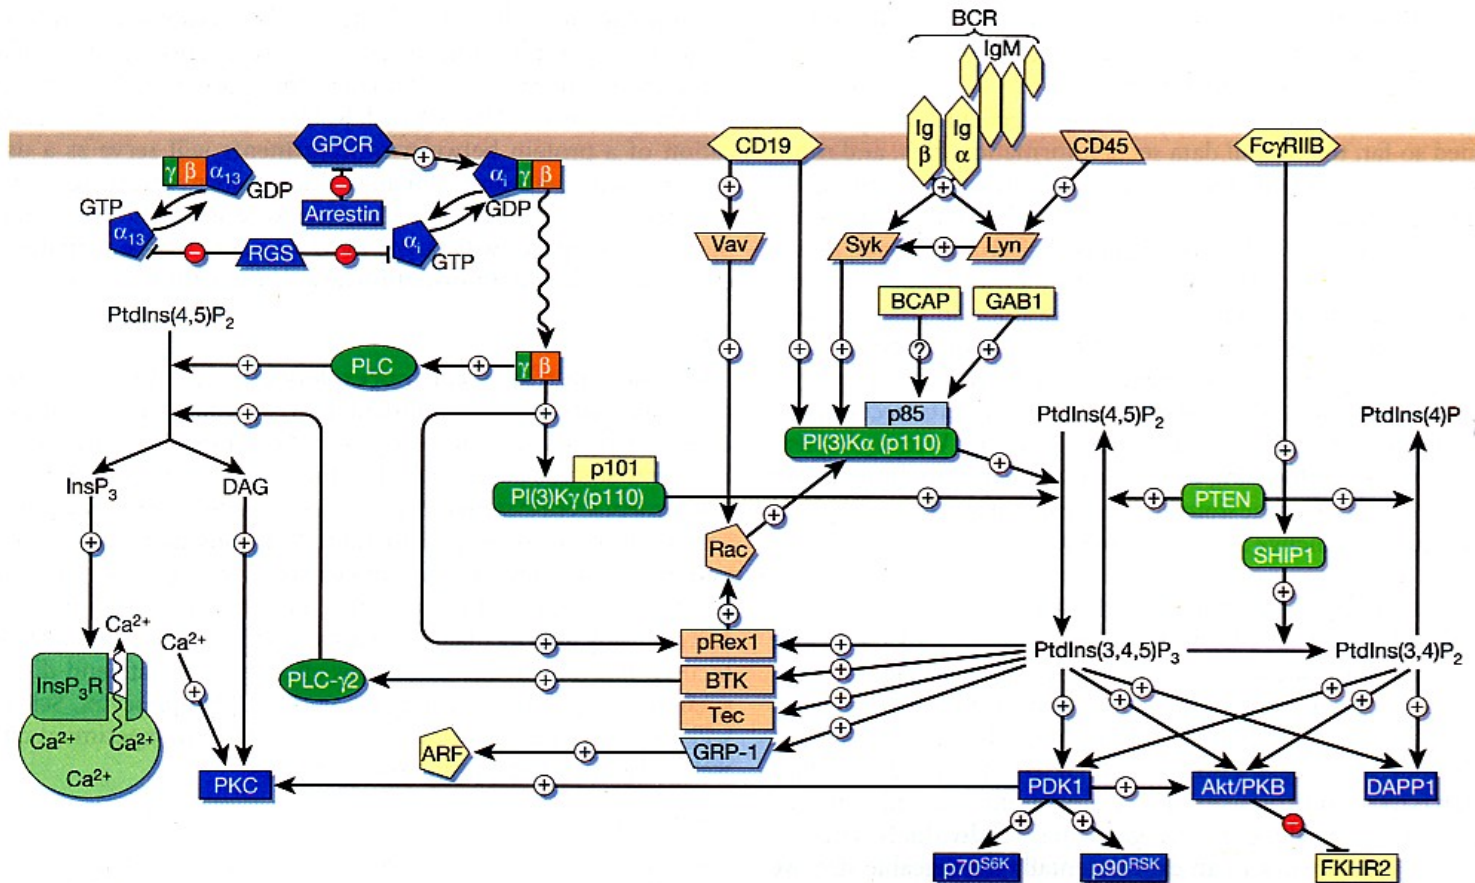 BCR
IgM
Ig β
Ig α
GPCR
CD19
CD45
FcγRIIB
γ β α13
GDP
+
αi γ β
GDP
−
Arrestin
GTP
α13
−
RGS
−
αi
GTP
+
+
+
Vav
Syk
+
Lyn
PtdIns(4,5)P2
BCAP
GAB1
+
PLC
+
γ β
+
+
+
?
+
+
+
p85
PI(3)Kα (p110)
PtdIns(4,5)P2
PtdIns(4)P
+
InsP3
DAG
p101
PI(3)Kγ (p110)
+
+
+
PTEN
+
+
+
Rac
SHIP1
+
+
Ca2+
Ca2+
InsP3R
Ca2+
Ca2+
Ca2+
+
PLC-γ2
+
+
pRex1
BTK
Tec
GRP-1
+
+
+
+
PtdIns(3,4,5)P3
PtdIns(3,4)P2
+
+
+
+
+
+
ARF
+
PKC
+
PDK1
+
Akt/PKB
DAPP1
+
+
−
p70S6K
p90RSK
FKHR2